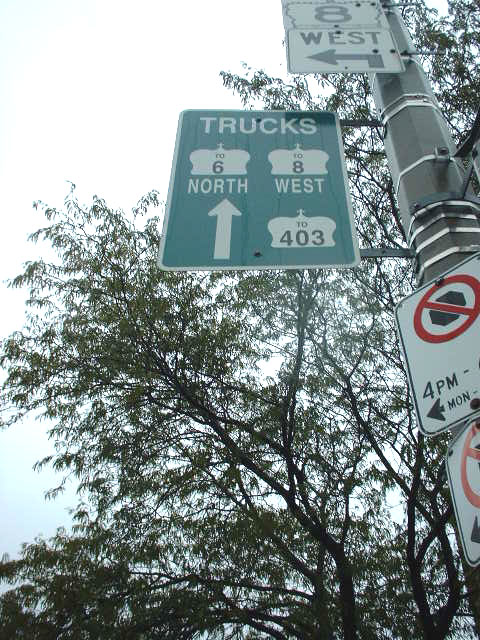 8
WEST
TRUCKS
TO 6 TO 8
NORTH WEST
TO
403
4PM -
MON -